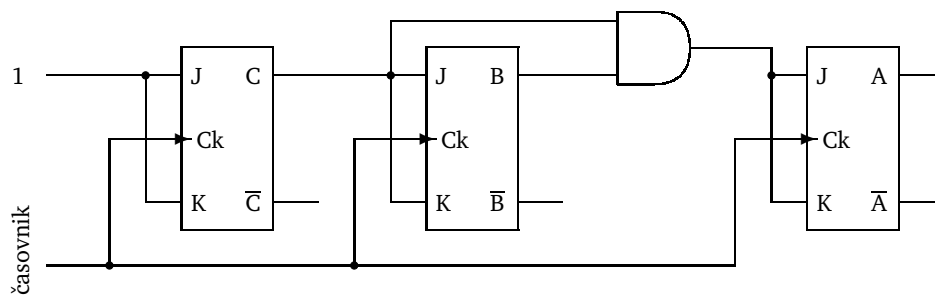 1
J C
Ck
K C̅
J B
Ck
K B̅
J A
Ck
K A̅
časovnik